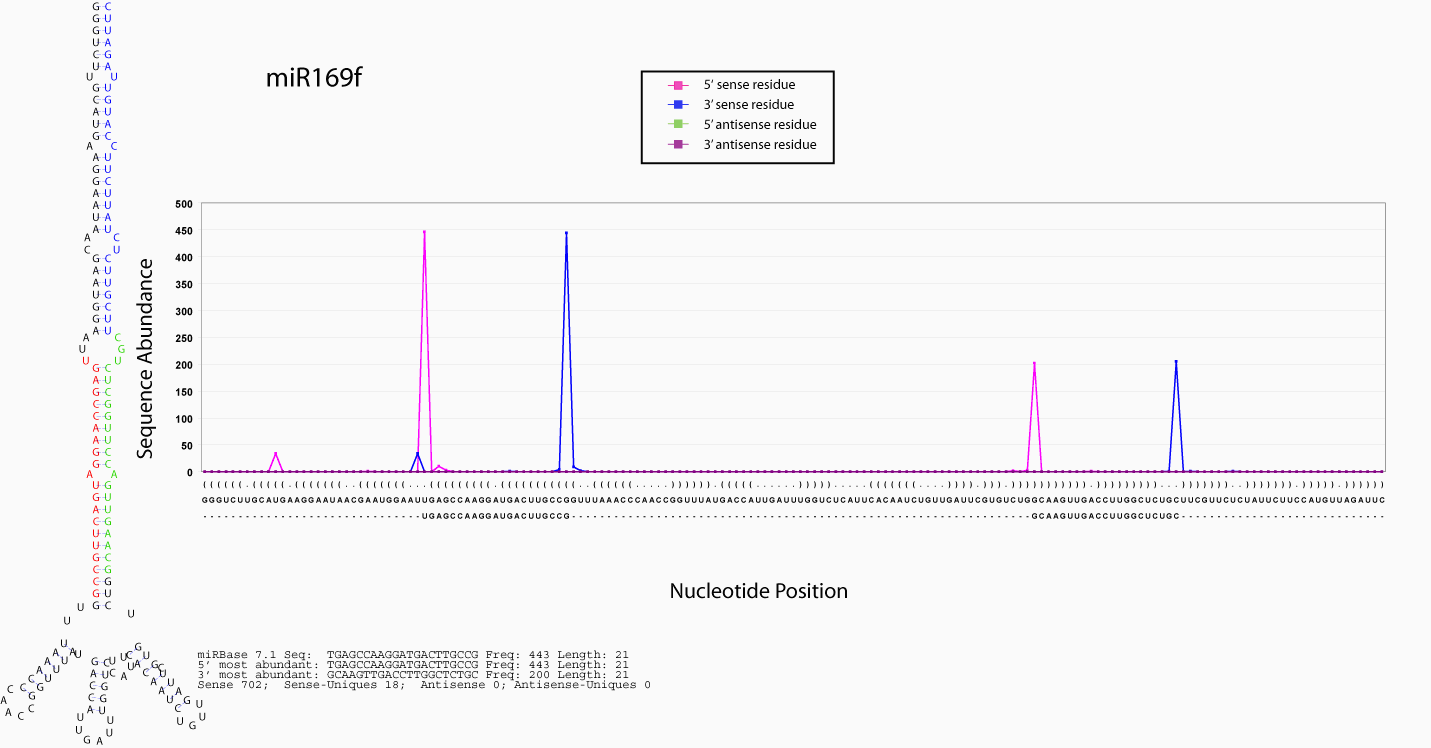 G C
G U
G U
U A
C G
U A
U U
G U
C G
A U
U A
G C
A C
A U
G U
G C
A U
A U
U A
A U
A C
C U
G C
A U
A U
U G
G C
G U
A U
A C
U G
U U
G C
A U
G C
C G
C G
A U
A U
G C
G C
A A
U G
G U
A U
C G
U A
U A
G C
C G
C U
G C
miR169f
5' sense residue
3' sense residue
5' antisense residue
3' antisense residue
Sequence Abundance
500
450
400
350
300
250
200
150
100
50
0
GGGUCUUGCAUGAAGGAAUAACGAAUGGAAUUGAGCCAAGGAUGACUUGCCGGUUUAAACCCAACCGGUUUAUGACCAUUGAUUUGGUCUCAUUCACAAUCUGUUGAUUCGUGUCUGGCAAGUUGACCUUGGCUCUGCUUCGUUCUCUAUUCUUCCAUGUUAGAUUC
UGAGCCAAGGAUGACUUGCCG GCAAGUUGACCUUGGCUCUGC
Nucleotide Position
miRBase 7.1 Seq: TGAGCCAAGGATGACTTGCCG Freq: 443 Length: 21
5' most abundant: TGAGCCAAGGATGACTTGCCG Freq: 443 Length: 21
3' most abundant: GCAAGTTGACCTTGGCTCTGC Freq: 200 Length: 21
Sense 702; Sense-Uniques 18; Antisense 0; Antisense-Uniques 0